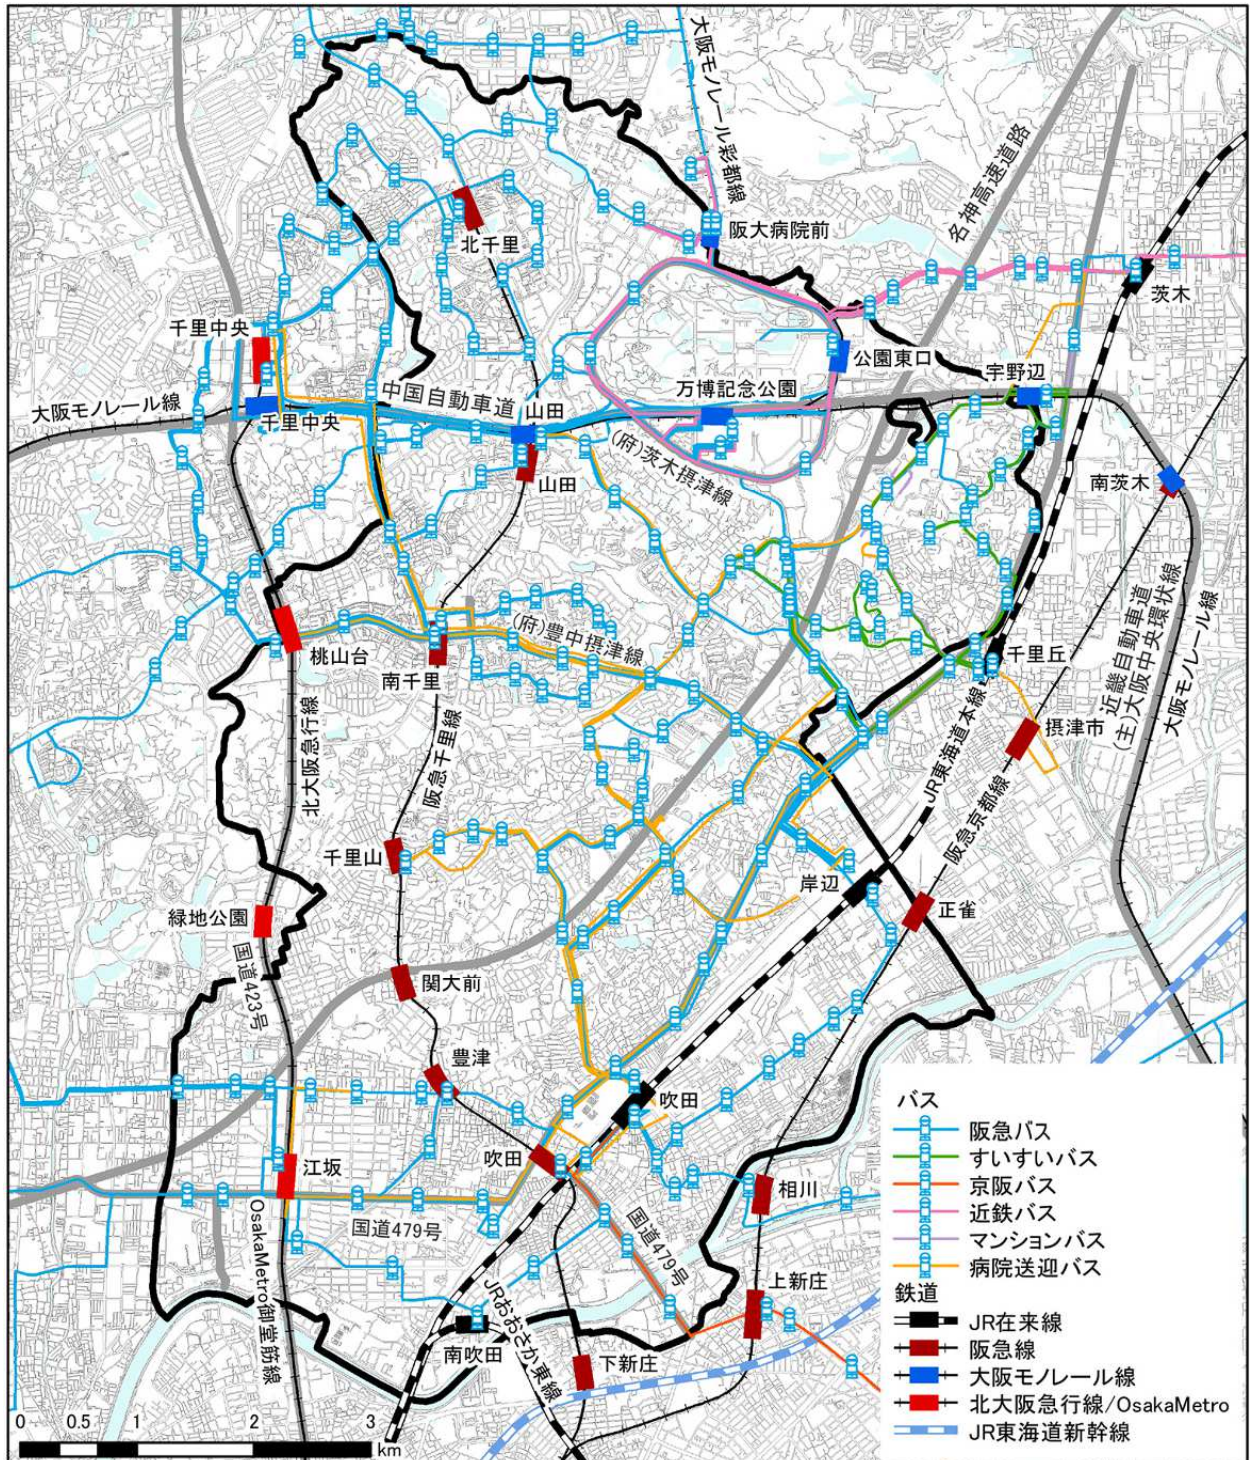 大阪モノレール彩都線
名神高速道路
北千里
阪大病院前
茨木
千里中央
公園東口
宇野辺
中国自動車道
万博記念公園
大阪モノレール線
千里中央
山田
(府)茨木摂津線
山田
南茨木
(府)豊中摂津線
桃山台
南千里
千里丘
近畿自動車道
(主)大阪中央環状線
大阪モノレール線
北大阪急行線
阪急千里線
JR東海道本線
摂津市
阪急京都線
千里山
岸辺
正雀
緑地公園
国道423号
関大前
豊津
吹田
吹田
江坂
相川
国道479号
国道479号
OsakaMetro御堂筋線
JRおおさか東線
上新庄
南吹田
下新庄
バス
阪急バス
すいすいバス
京阪バス
近鉄バス
マンションバス
病院送迎バス
鉄道
JR在来線
阪急線
大阪モノレール線
北大阪急行線/OsakaMetro
JR東海道新幹線
0 0.5 1 2 3
km